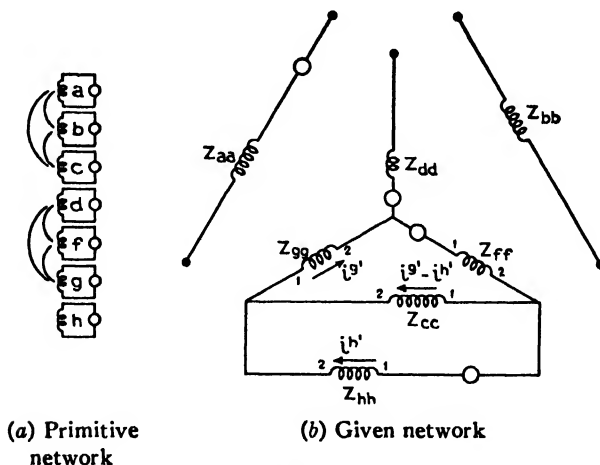 a
b
c
d
f
g
h
Zaa
Zbb
Zdd
Zgg
2
1
ig'
1
Zff
2
ig'-ih'
2
1
Zcc
ih'
2
1
Zhh
(a) Primitive
network
(b) Given network